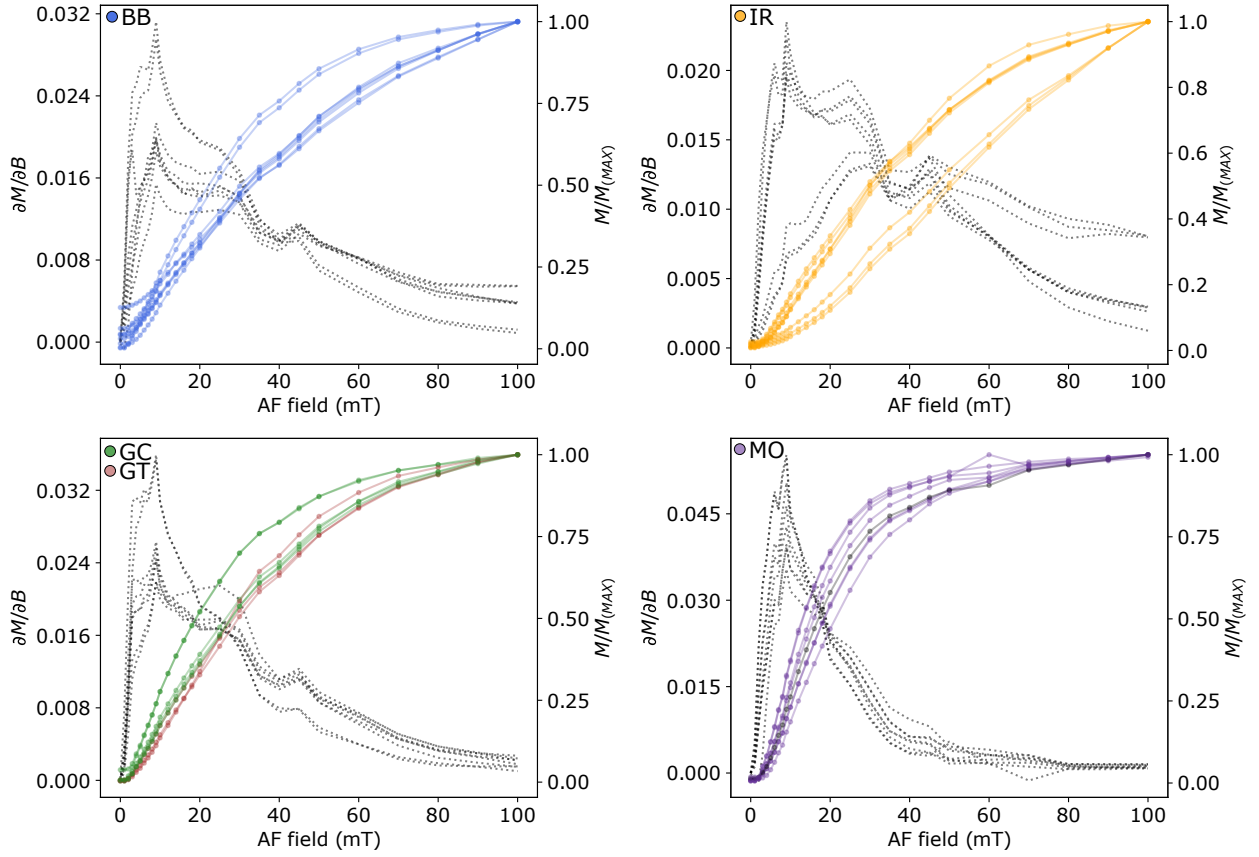 BB
0.032
0.024
0.016
0.008
0.000
∂M/∂B
1.00
0.75
0.50
0.25
0.00
M/M(MAX)
0 20 40 60 80 100
AF field (mT)
IR
0.020
0.015
0.010
0.005
0.000
∂M/∂B
1.0
0.8
0.6
0.4
0.2
0.0
M/M(MAX)
0 20 40 60 80 100
AF field (mT)
GC
GT
0.032
0.024
0.016
0.008
0.000
∂M/∂B
1.00
0.75
0.50
0.25
0.00
M/M(MAX)
0 20 40 60 80 100
AF field (mT)
MO
0.045
0.030
0.015
0.000
∂M/∂B
1.00
0.75
0.50
0.25
0.00
M/M(MAX)
0 20 40 60 80 100
AF field (mT)